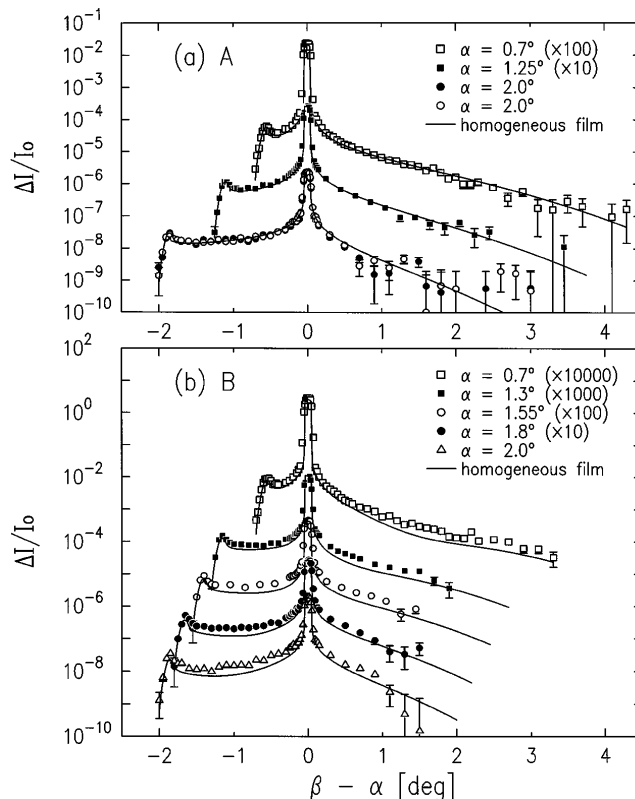 10⁻¹
10⁻²
10⁻³
10⁻⁴
10⁻⁵
10⁻⁶
10⁻⁷
10⁻⁸
10⁻⁹
10⁻¹⁰
ΔI/Io
(a) A
α = 0.7° (×100)
α = 1.25° (×10)
α = 2.0°
α = 2.0°
homogeneous film
−2 −1 0 1 2 3 4
10²
10⁰
10⁻²
10⁻⁴
10⁻⁶
10⁻⁸
10⁻¹⁰
ΔI/Io
(b) B
α = 0.7° (×10000)
α = 1.3° (×1000)
α = 1.55° (×100)
α = 1.8° (×10)
α = 2.0°
homogeneous film
−2 −1 0 1 2 3 4
β − α [deg]